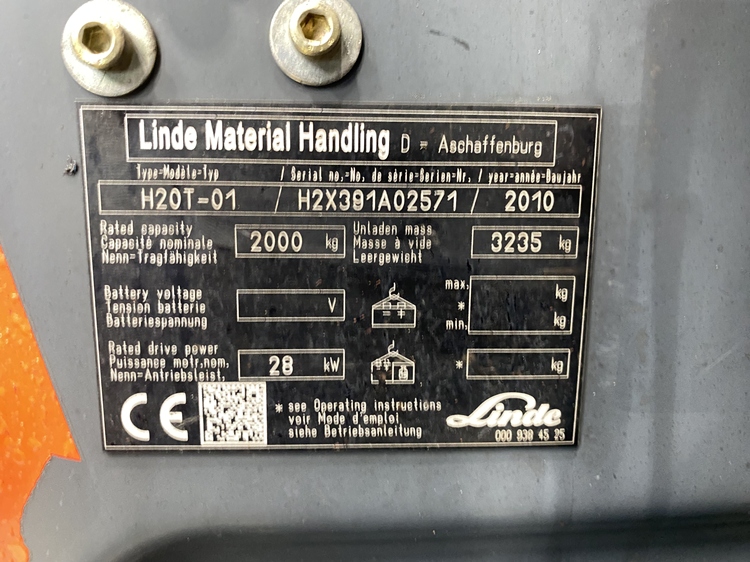 Linde Material Handling D - Aschaffenburg
Type-Modèle-Typ / Serial no.-No. de série-Serien-Nr. / year-année-Baujahr
H20T-01 / H2X391A02571 / 2010
Rated capacity
Capacité nominale
Nenn-Tragfähigkeit
2000 kg
Unladen mass
Masse à vide
Leergewicht
3235 kg
Battery voltage
Tension batterie
Batteriespannung
V
max.
*
min.
kg
kg
Rated drive power
Puissance motr.nom.
Nenn-Antriebsleist.
28 kW
* kg
CE
* see Operating instructions
voir Mode d'emploi
siehe Betriebsanleitung
Linde
000 939 45 25